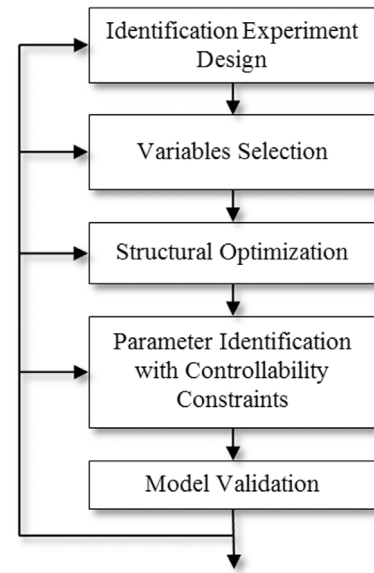 Identification Experiment
Design
Variables Selection
Structural Optimization
Parameter Identification
with Controllability
Constraints
Model Validation